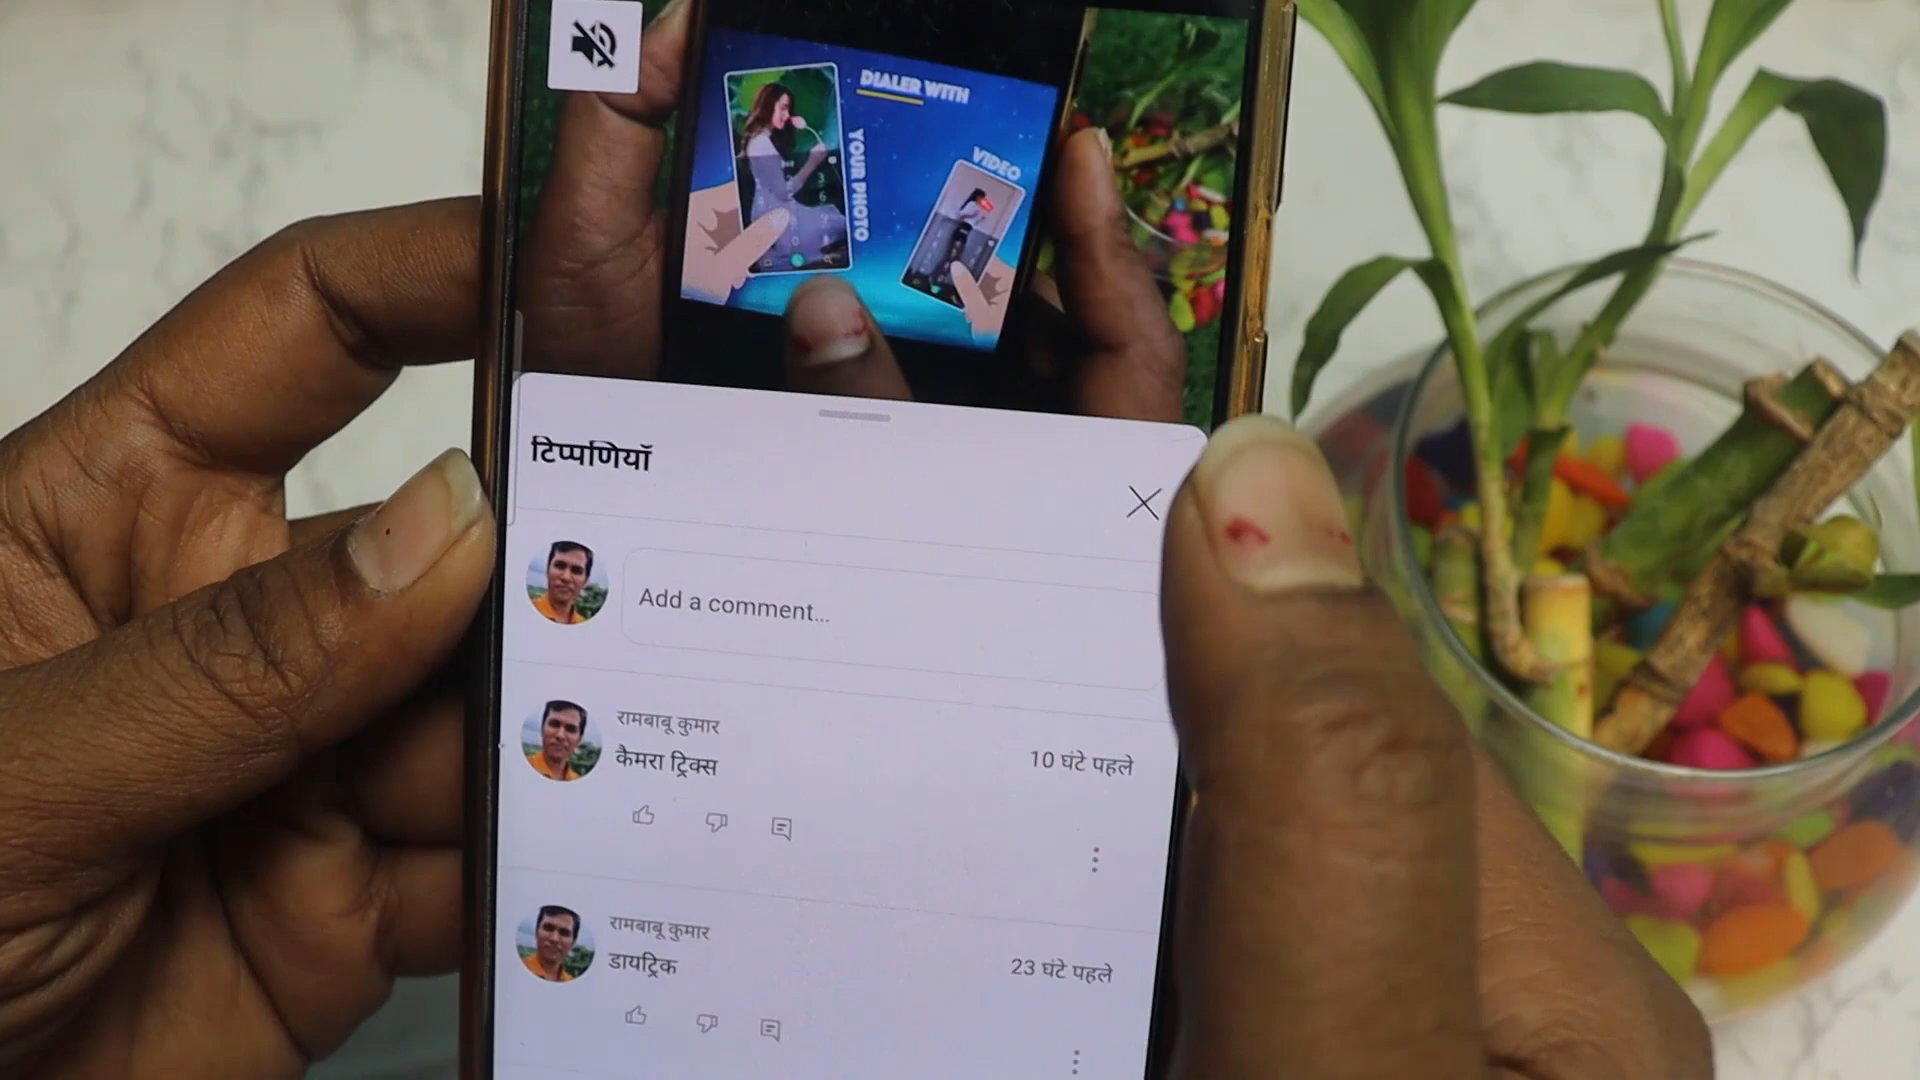 DIALER WITH
YOUR PHOTO
VIDEO
टिप्पणियाँ
Add a comment...
रामबाबू कुमार
10 घंटे पहले
कैमरा ट्रिक्स
रामबाबू कुमार
23 घंटे पहले
डायट्रिक